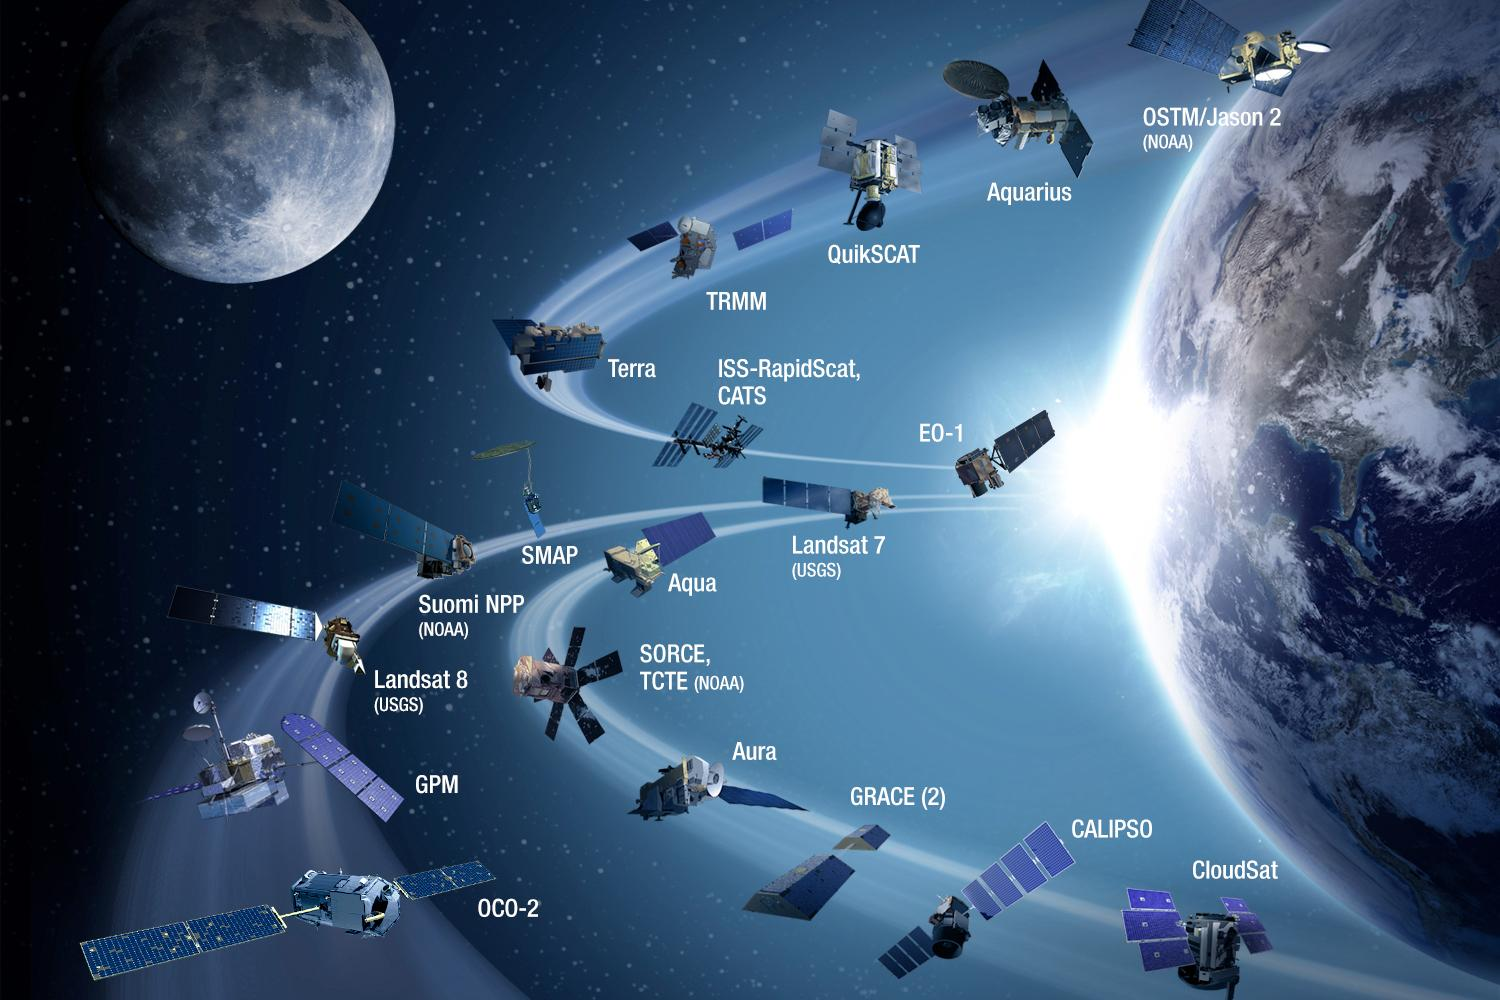 OSTM/Jason 2
(NOAA)
Aquarius
QuikSCAT
TRMM
Terra
ISS-RapidScat,
CATS
EO-1
SMAP
Landsat 7
(USGS)
Aqua
Suomi NPP
(NOAA)
SORCE,
TCTE (NOAA)
Landsat 8
(USGS)
Aura
GPM
GRACE (2)
CALIPSO
CloudSat
OCO-2